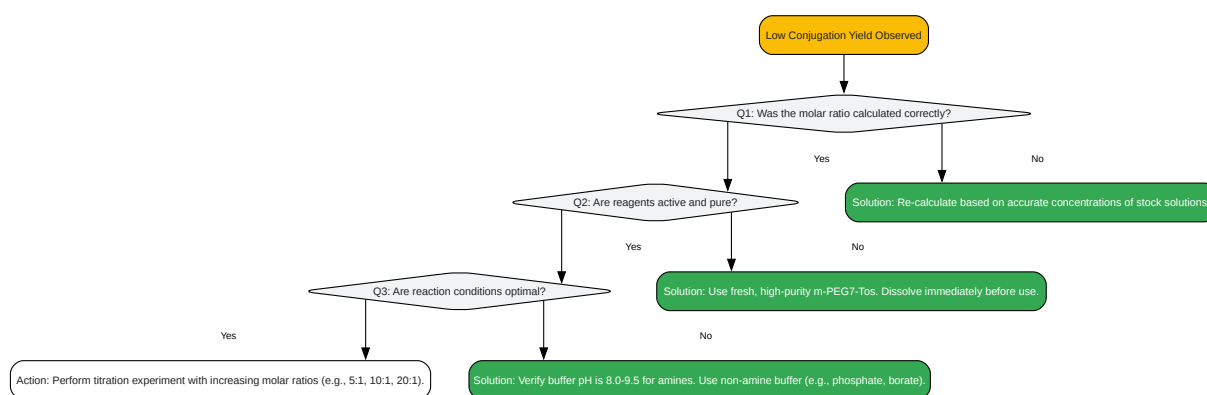 Low Conjugation Yield Observed
Q1: Was the molar ratio calculated correctly?
Yes
No
Solution: Re-calculate based on accurate concentrations of stock solutions
Q2: Are reagents active and pure?
Yes
No
Solution: Use fresh, high-purity m-PEG7-Tos. Dissolve immediately before use.
Q3: Are reaction conditions optimal?
Yes
No
Action: Perform titration experiment with increasing molar ratios (e.g., 5:1, 10:1, 20:1).
Solution: Verify buffer pH is 8.0-9.5 for amines. Use non-amine buffer (e.g., phosphate, borate).